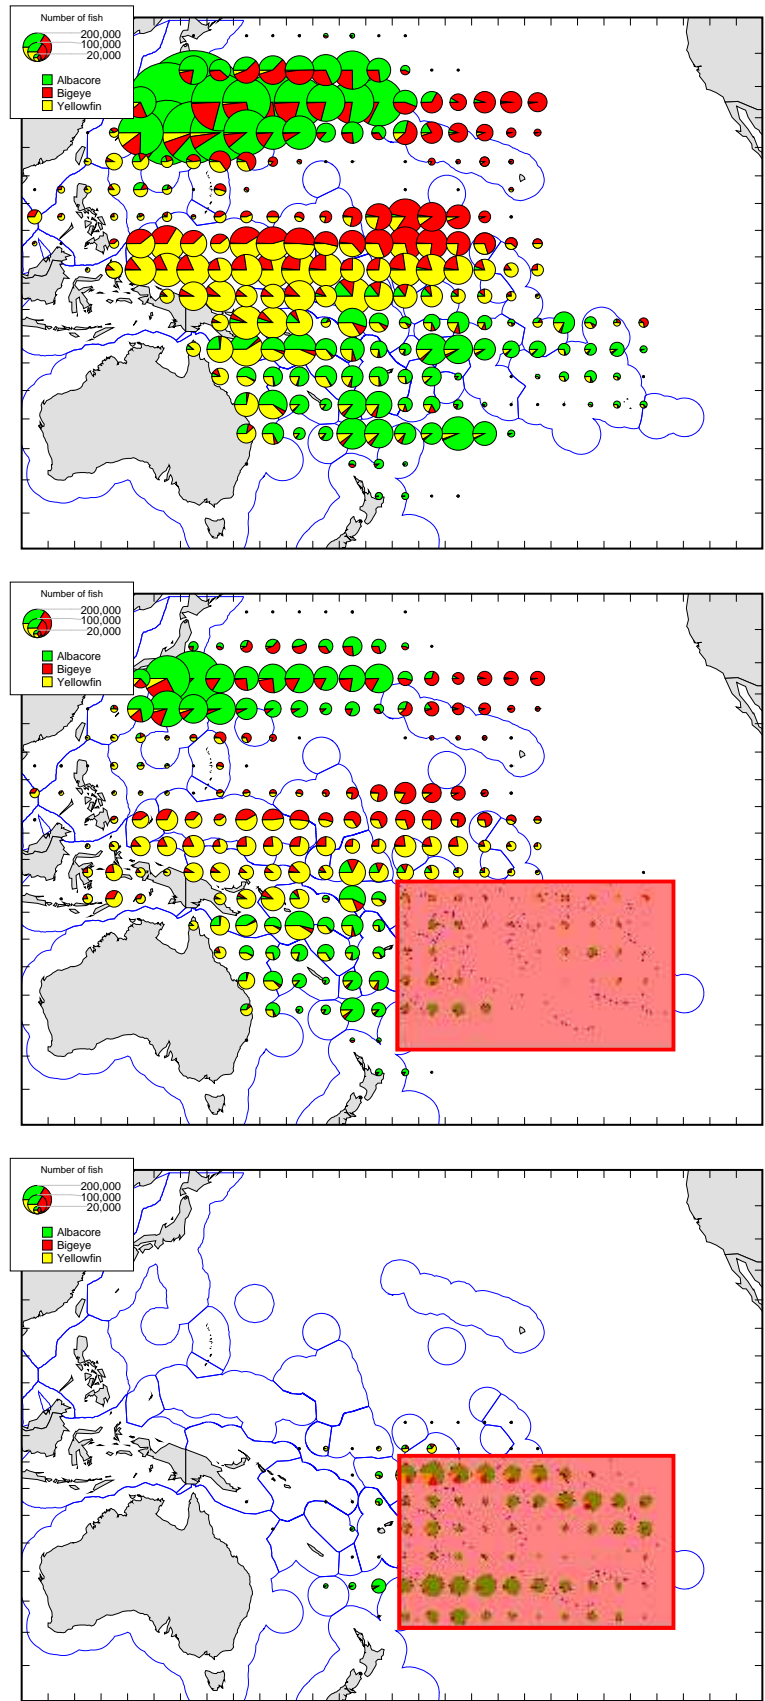 Number of fish
200,000
100,000
20,000
Albacore
Bigeye
Yellowfin
Number of fish
200,000
100,000
20,000
Albacore
Bigeye
Yellowfin
Number of fish
200,000
100,000
20,000
Albacore
Bigeye
Yellowfin